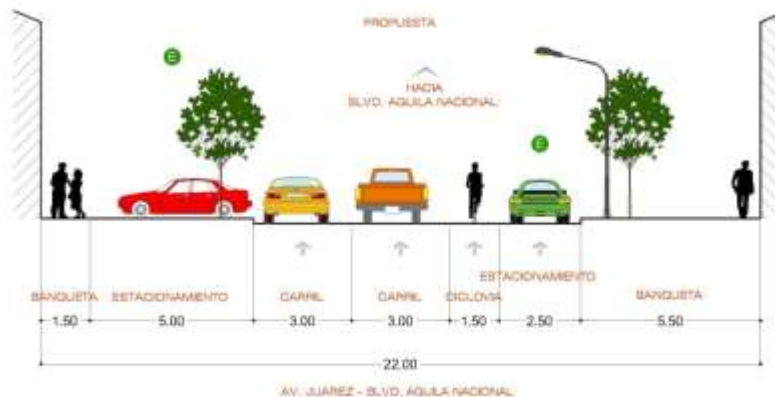 PROPUESTA
E
HACIA
BLVD. AGUILA NACIONAL
E
ESTACIONAMIENTO
BANQUETA ESTACIONAMIENTO CARRIL CARRIL CICLOVIA BANQUETA
1.50 5.00 3.00 3.00 1.50 2.50 5.50
22.00
AV. JUAREZ - BLVD. AGUILA NACIONAL